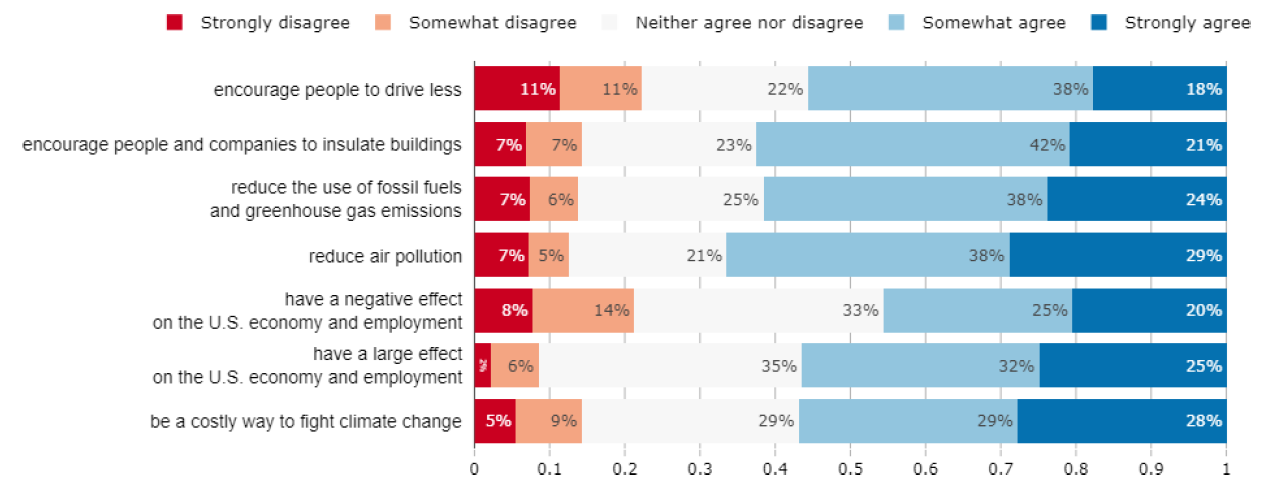 Strongly disagree Somewhat disagree Neither agree nor disagree Somewhat agree Strongly agree
encourage people to drive less 11% 11% 22% 38% 18%
encourage people and companies to insulate buildings 7% 7% 23% 42% 21%
reduce the use of fossil fuels
and greenhouse gas emissions 7% 6% 25% 38% 24%
reduce air pollution 7% 5% 21% 38% 29%
have a negative effect
on the U.S. economy and employment 8% 14% 33% 25% 20%
have a large effect
on the U.S. economy and employment 2% 6% 35% 32% 25%
be a costly way to fight climate change 5% 9% 29% 29% 28%
0 0.1 0.2 0.3 0.4 0.5 0.6 0.7 0.8 0.9 1